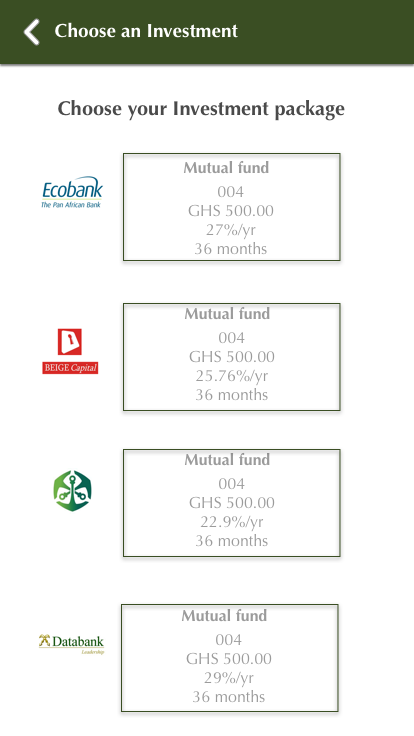 Choose an Investment
Choose your Investment package
Ecobank
The Pan African Bank
Mutual fund
004
GHS 500.00
27%/yr
36 months
BEIGE Capital
Mutual fund
004
GHS 500.00
25.76%/yr
36 months
Mutual fund
004
GHS 500.00
22.9%/yr
36 months
Databank
Leadership
Mutual fund
004
GHS 500.00
29%/yr
36 months